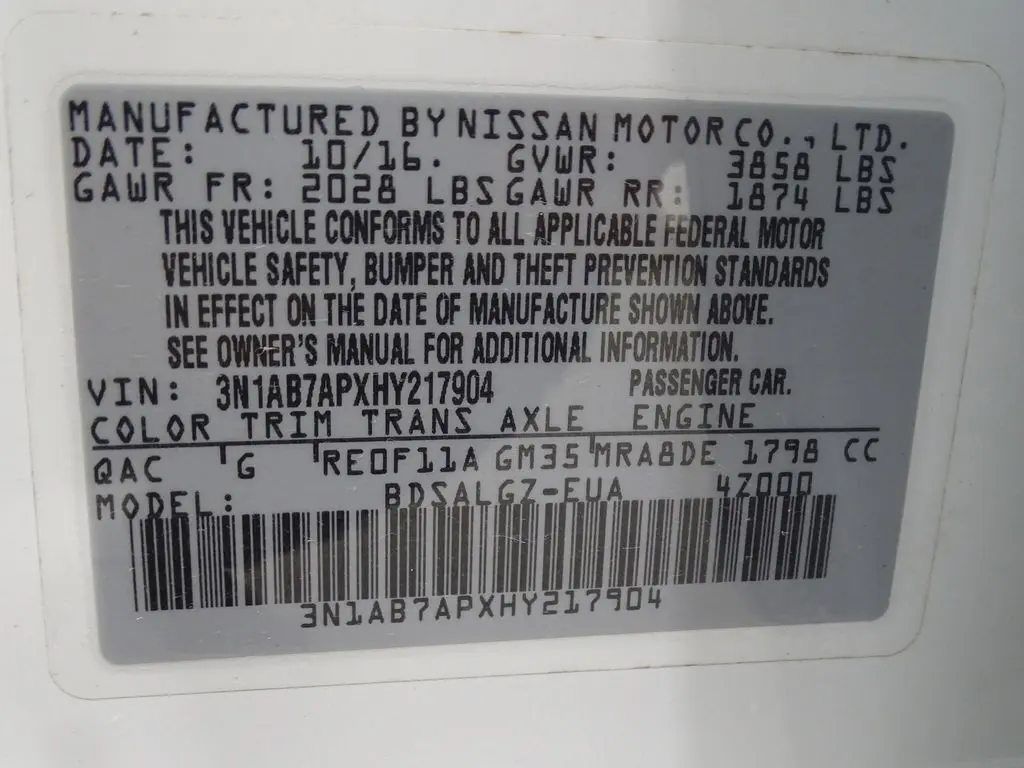 MANUFACTURED BY NISSAN MOTOR CO., LTD.
DATE: 10/16. GVWR: 3858 LBS
GAWR FR: 2028 LBS GAWR RR: 1874 LBS
THIS VEHICLE CONFORMS TO ALL APPLICABLE FEDERAL MOTOR
VEHICLE SAFETY, BUMPER AND THEFT PREVENTION STANDARDS
IN EFFECT ON THE DATE OF MANUFACTURE SHOWN ABOVE.
SEE OWNER'S MANUAL FOR ADDITIONAL INFORMATION.
VIN: 3N1AB7APXHY217904 PASSENGER CAR.
COLOR TRIM TRANS AXLE ENGINE
QAC G RE0F11A GM35 MRA8DE 1798 CC
MODEL: BDSALGZ-EUA 4Z000
3N1AB7APXHY217904